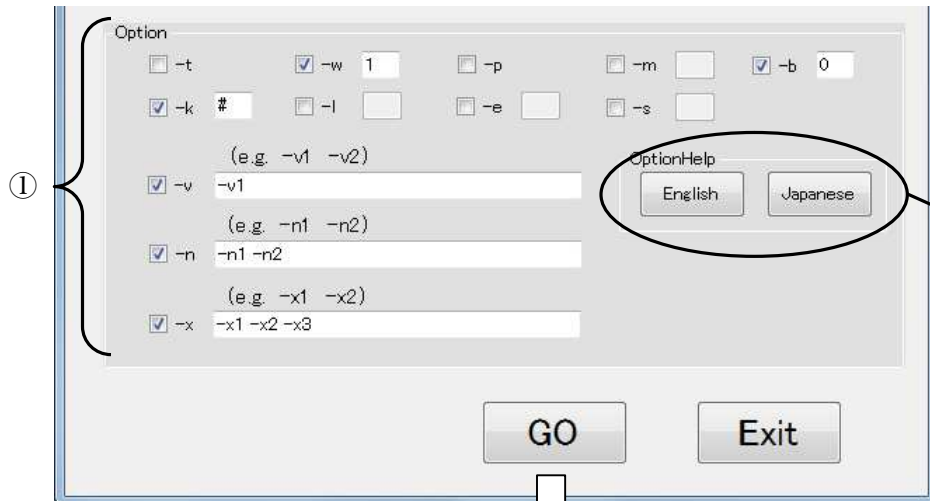 Option
-t -w 1 -p -m -b 0
-k # -l -e -s
(e.g. -v1 -v2)
-v -v1
(e.g. -n1 -n2)
-n -n1 -n2
(e.g. -x1 -x2)
-x -x1 -x2 -x3
OptionHelp
English Japanese
①
GO Exit